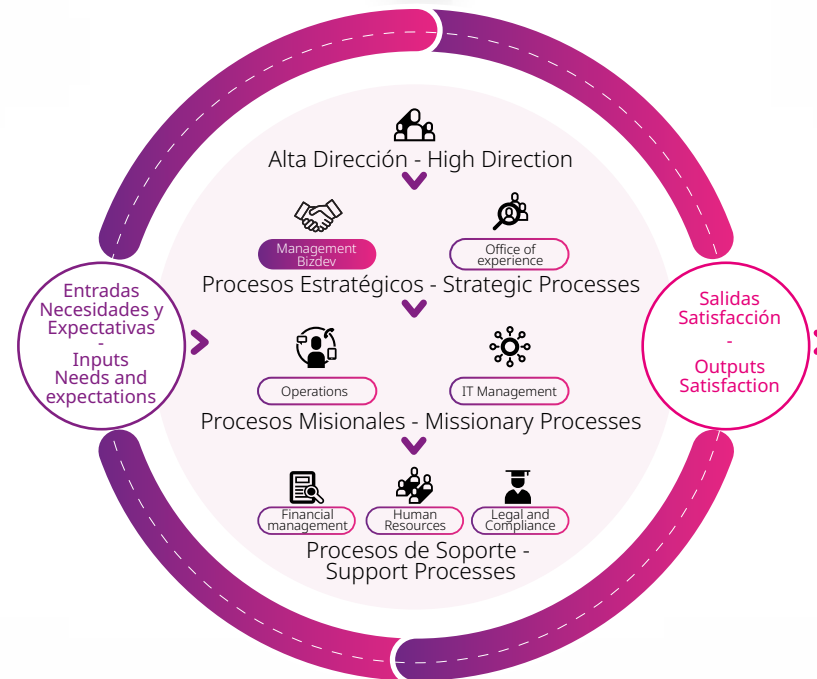 Alta Dirección - High Direction
Management
Bizdev
Office of
experience
Procesos Estratégicos - Strategic Processes
Entradas
Necesidades y
Expectativas
-
Inputs
Needs and
expectations
Salidas
Satisfacción
-
Outputs
Satisfaction
Operations
IT Management
Procesos Misionales - Missionary Processes
Financial
management
Human
Resources
Legal and
Compliance
Procesos de Soporte -
Support Processes